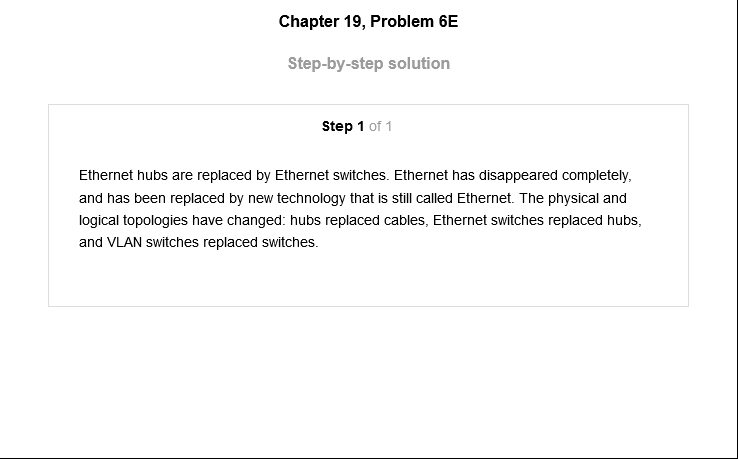 Chapter 19, Problem 6E
Step-by-step solution
Step 1 of 1
Ethernet hubs are replaced by Ethernet switches. Ethernet has disappeared completely,
and has been replaced by new technology that is still called Ethernet. The physical and
logical topologies have changed: hubs replaced cables, Ethernet switches replaced hubs,
and VLAN switches replaced switches.